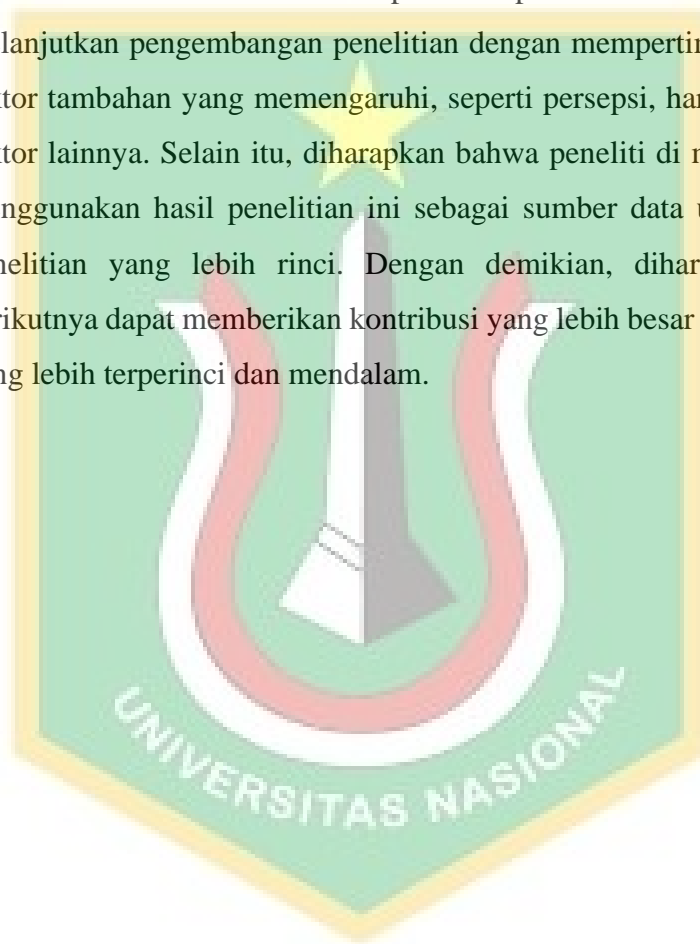 lanjutkan pengembangan penelitian dengan mempertim
ktor tambahan yang memengaruhi, seperti persepsi, har
ktor lainnya. Selain itu, diharapkan bahwa peneliti di m
nggunakan hasil penelitian ini sebagai sumber data u
nelitian yang lebih rinci. Dengan demikian, dihar
rikutnya dapat memberikan kontribusi yang lebih besar
ng lebih terperinci dan mendalam.
UNIVERSITAS NASIONAL